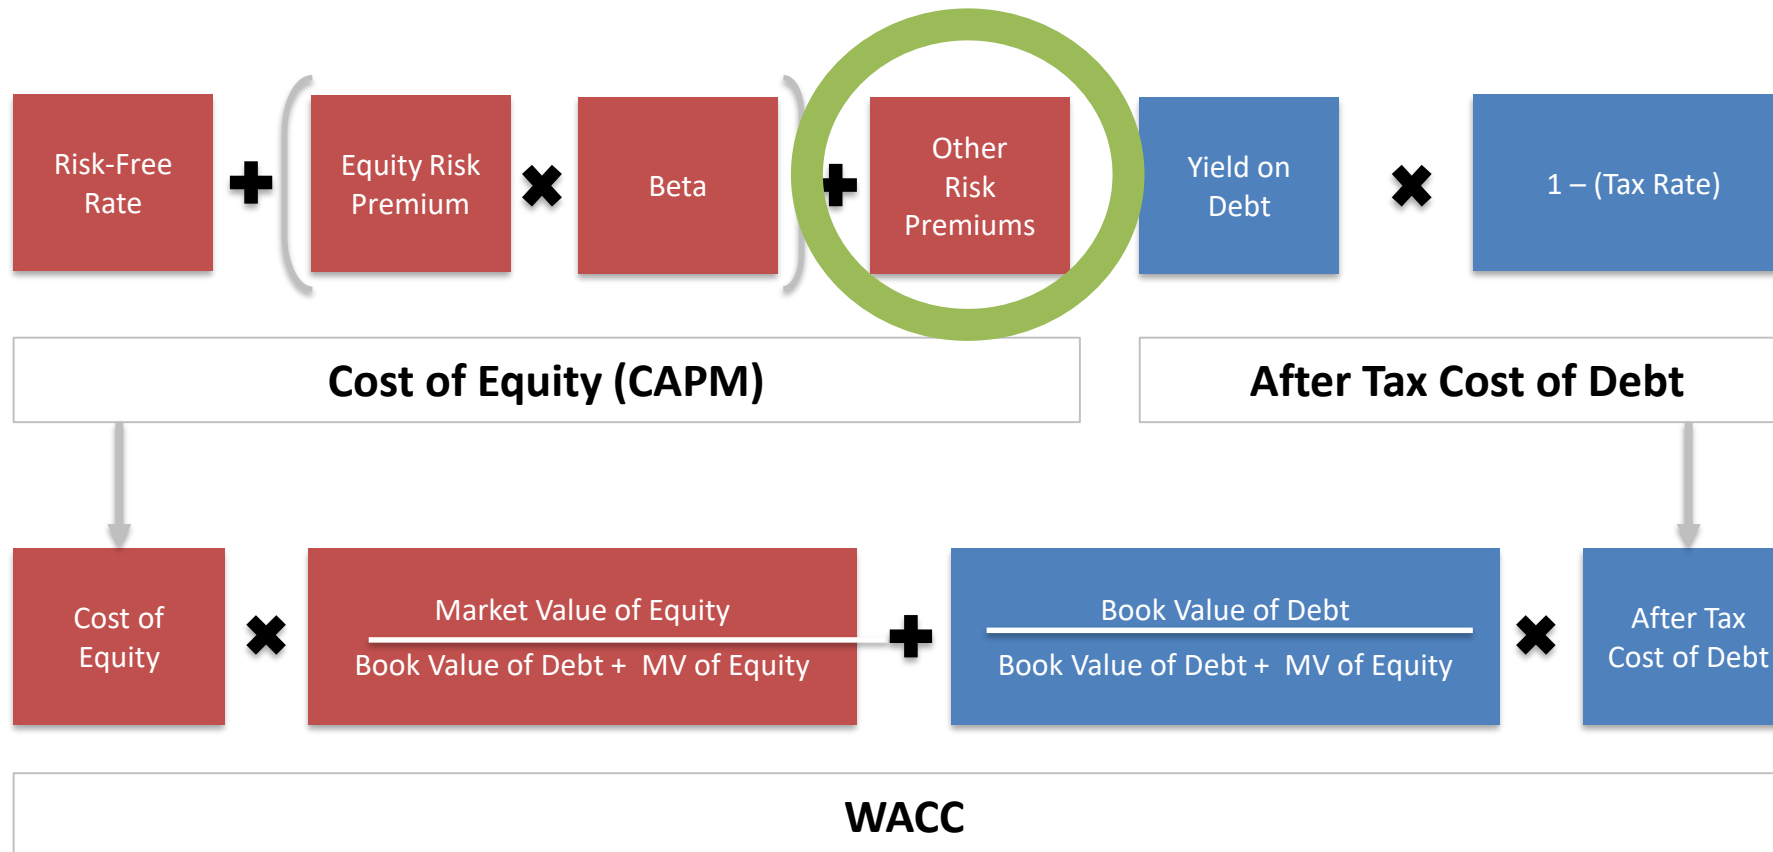 Risk-Free
Rate
Equity Risk
Premium
Beta
Other
Risk
Premiums
Yield on
Debt
1 – (Tax Rate)
Cost of Equity (CAPM)
After Tax Cost of Debt
Cost of
Equity
Market Value of Equity
Book Value of Debt + MV of Equity
Book Value of Debt
Book Value of Debt + MV of Equity
After Tax
Cost of Debt
WACC